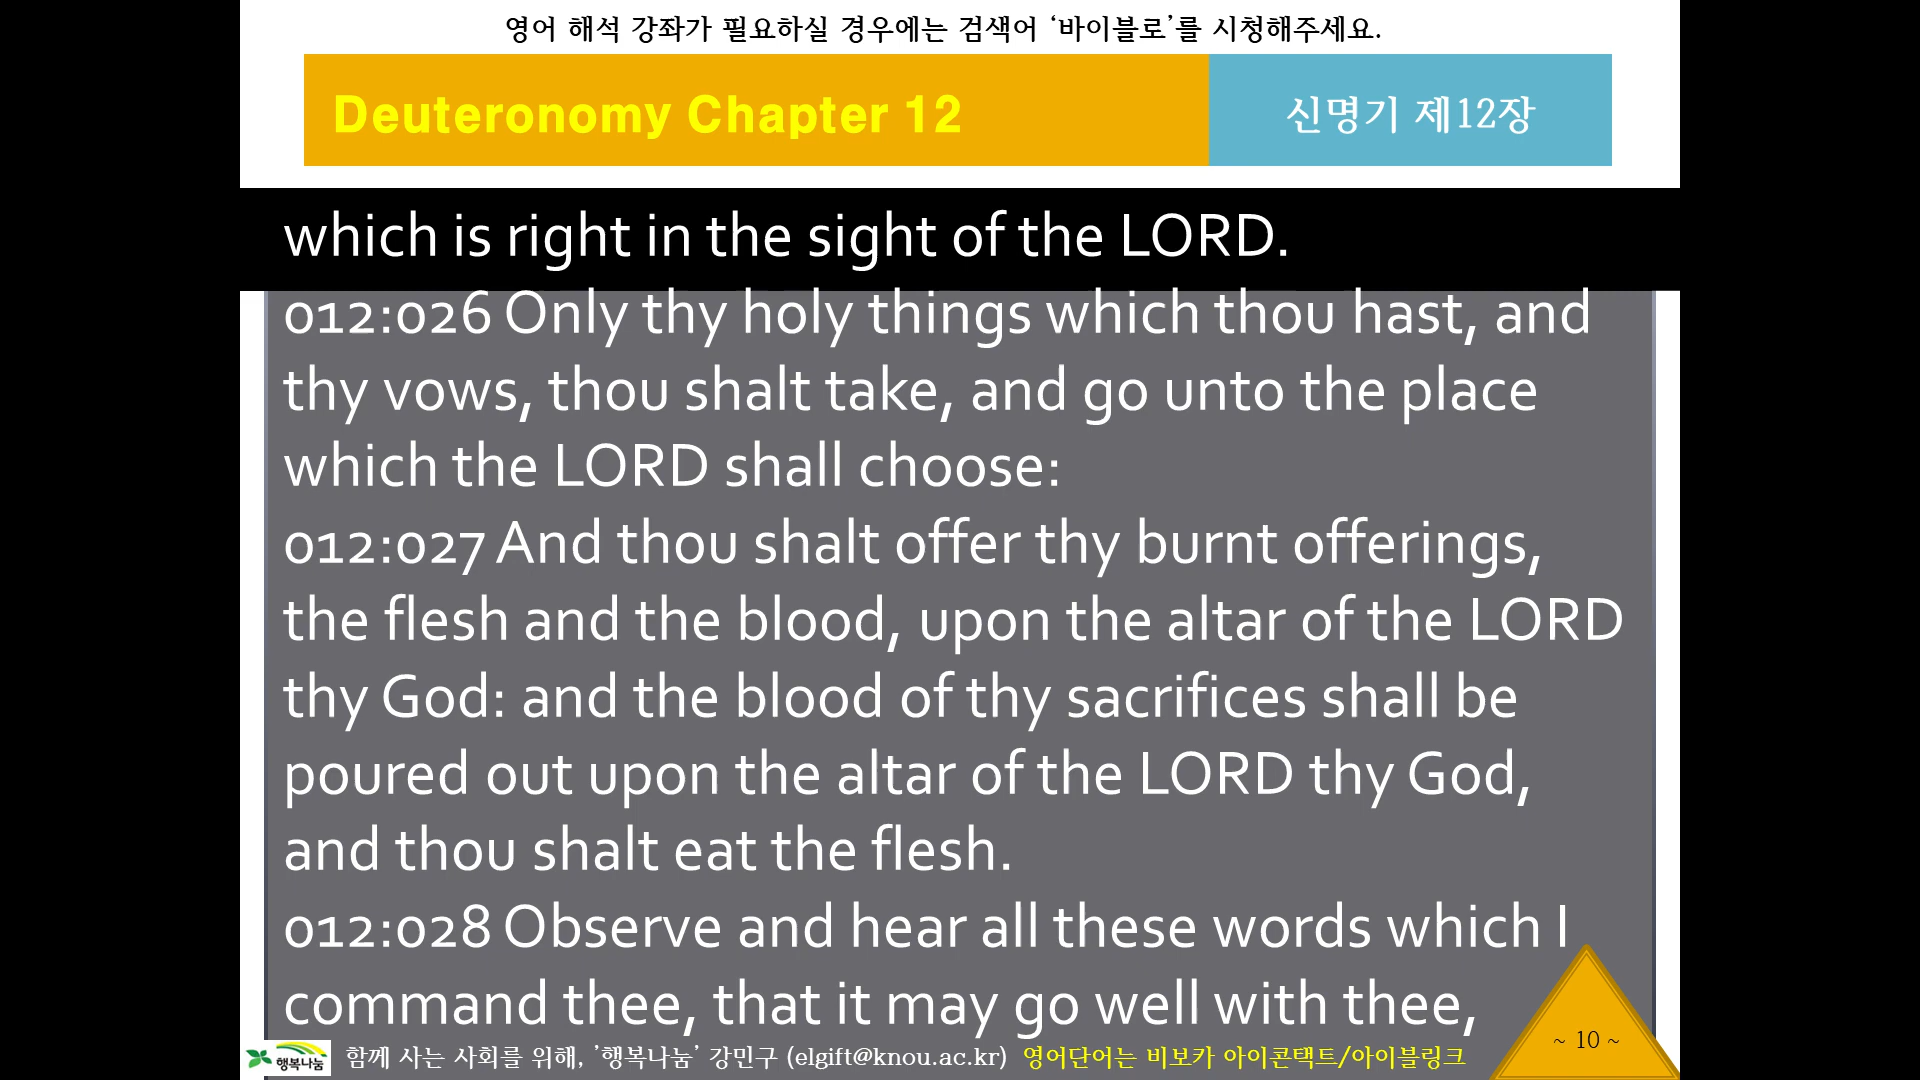 영어 해석 강좌가 필요하실 경우에는 검색어 ‘바이블로’를 시청해주세요.
Deuteronomy Chapter 12
신명기 제12장
which is right in the sight of the LORD.
012:026 Only thy holy things which thou hast, and
thy vows, thou shalt take, and go unto the place
which the LORD shall choose:
012:027 And thou shalt offer thy burnt offerings,
the flesh and the blood, upon the altar of the LORD
thy God: and the blood of thy sacrifices shall be
poured out upon the altar of the LORD thy God,
and thou shalt eat the flesh.
012:028 Observe and hear all these words which I
command thee, that it may go well with thee,
~ 10 ~
행복나눔
함께 사는 사회를 위해, ’행복나눔’ 강민구 (elgift@knou.ac.kr) 영어단어는 비보카 아이콘택트/아이블링크